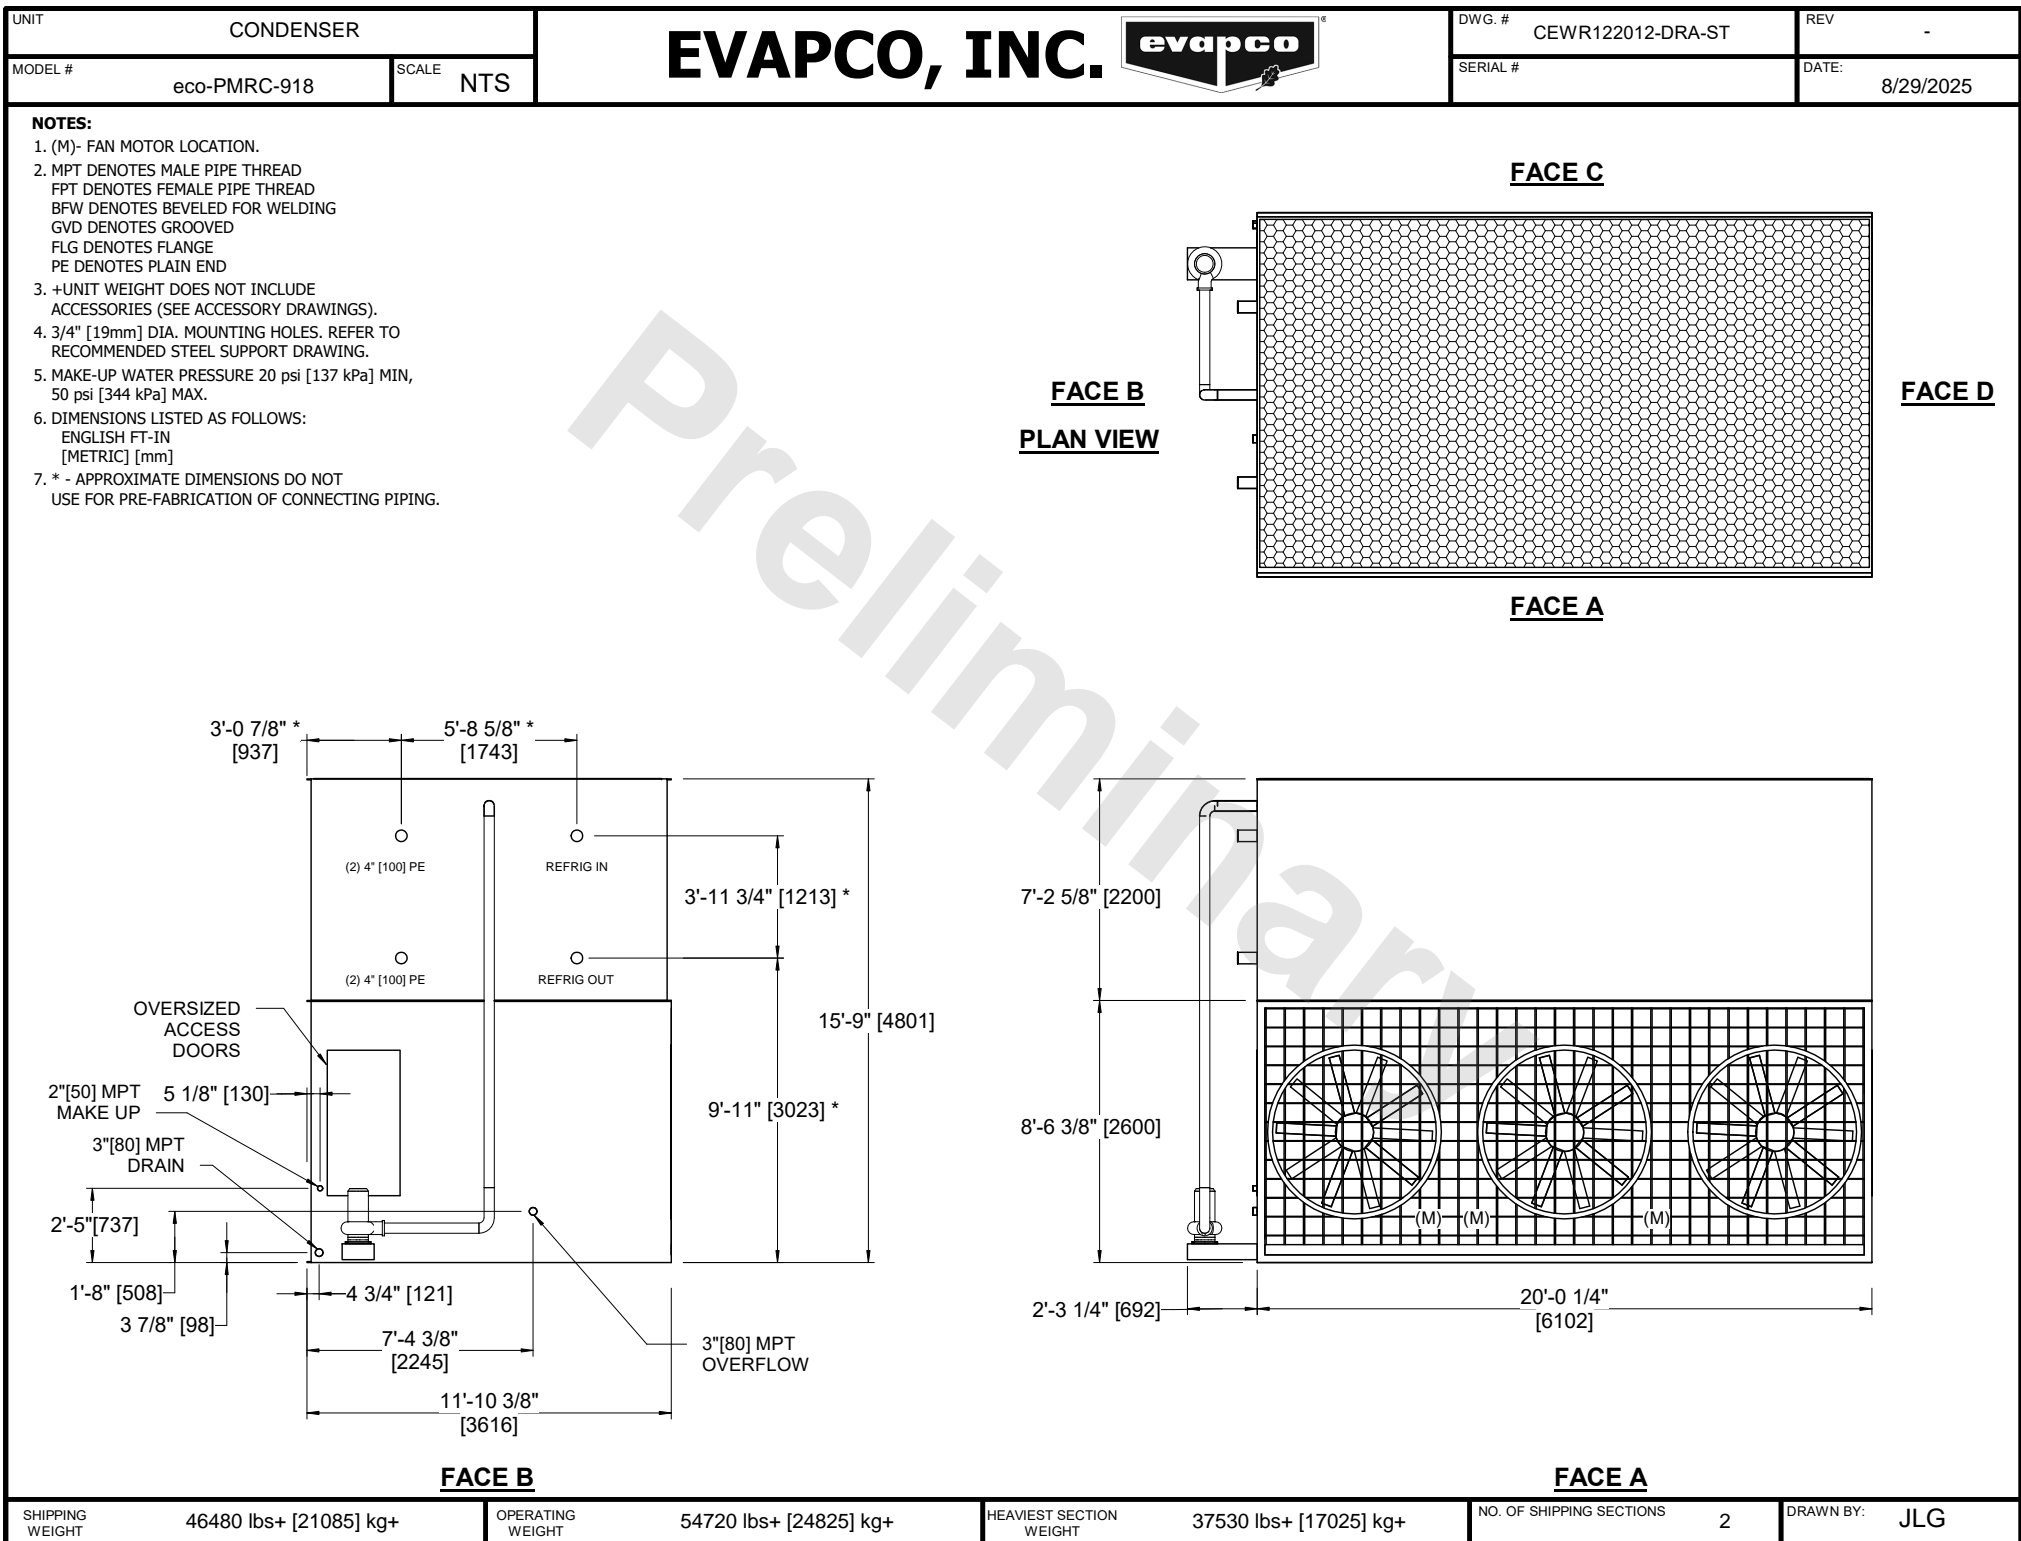 UNIT
CONDENSER
MODEL #
eco-PMRC-918
SCALE
NTS
EVAPCO, INC.
evapco
®
DWG. #
CEWR122012-DRA-ST
REV
-
SERIAL #
DATE:
8/29/2025
NOTES:
1. (M)- FAN MOTOR LOCATION.
2. MPT DENOTES MALE PIPE THREAD
FPT DENOTES FEMALE PIPE THREAD
BFW DENOTES BEVELED FOR WELDING
GVD DENOTES GROOVED
FLG DENOTES FLANGE
PE DENOTES PLAIN END
3. +UNIT WEIGHT DOES NOT INCLUDE
ACCESSORIES (SEE ACCESSORY DRAWINGS).
4. 3/4" [19mm] DIA. MOUNTING HOLES. REFER TO
RECOMMENDED STEEL SUPPORT DRAWING.
5. MAKE-UP WATER PRESSURE 20 psi [137 kPa] MIN,
50 psi [344 kPa] MAX.
6. DIMENSIONS LISTED AS FOLLOWS:
ENGLISH FT-IN
[METRIC] [mm]
7. * - APPROXIMATE DIMENSIONS DO NOT
USE FOR PRE-FABRICATION OF CONNECTING PIPING.
Preliminary
FACE C
FACE B
PLAN VIEW
FACE D
FACE A
3'-0 7/8" *
[937]
5'-8 5/8" *
[1743]
(2) 4" [100] PE
REFRIG IN
3'-11 3/4" [1213] *
(2) 4" [100] PE
REFRIG OUT
OVERSIZED
ACCESS
DOORS
15'-9" [4801]
2"[50] MPT
MAKE UP
5 1/8" [130]
9'-11" [3023] *
3"[80] MPT
DRAIN
2'-5"[737]
1'-8" [508]
4 3/4" [121]
3 7/8" [98]
7'-4 3/8"
[2245]
3"[80] MPT
OVERFLOW
11'-10 3/8"
[3616]
FACE B
7'-2 5/8" [2200]
8'-6 3/8" [2600]
(M)
(M)
(M)
2'-3 1/4" [692]
20'-0 1/4"
[6102]
FACE A
SHIPPING
WEIGHT
46480 lbs+ [21085] kg+
OPERATING
WEIGHT
54720 lbs+ [24825] kg+
HEAVIEST SECTION
WEIGHT
37530 lbs+ [17025] kg+
NO. OF SHIPPING SECTIONS
2
DRAWN BY:
JLG